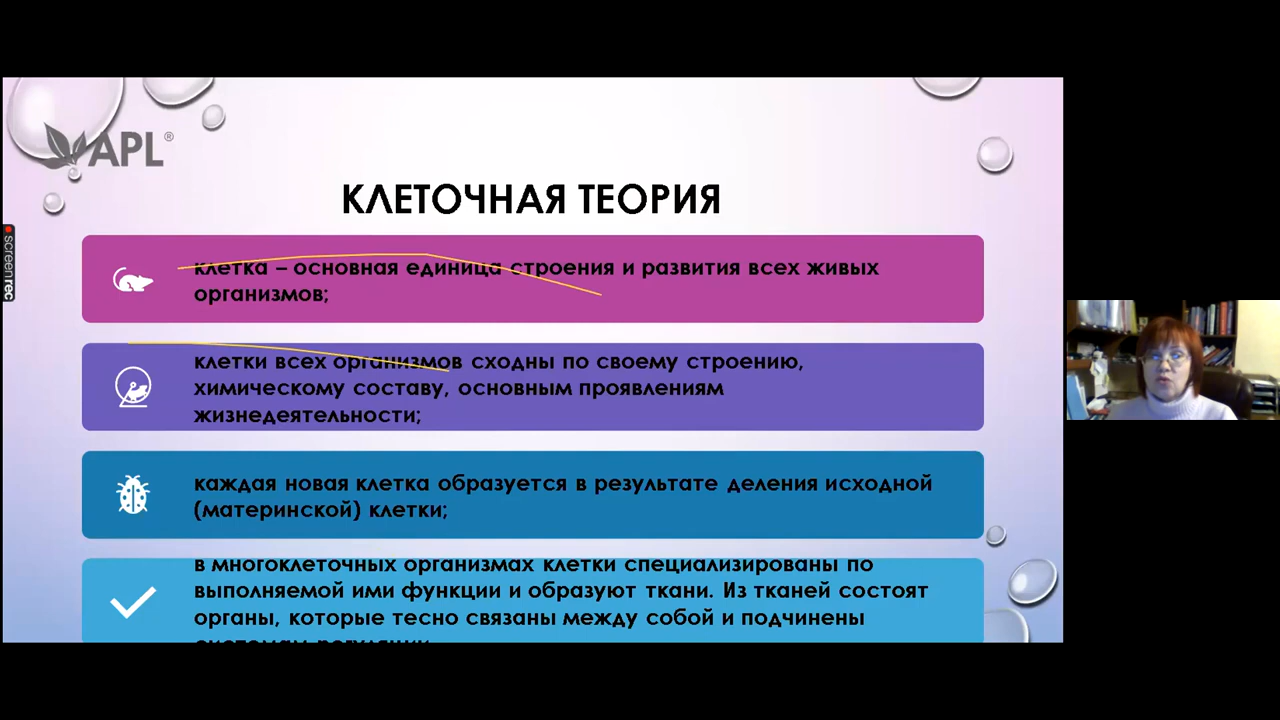 APL®
КЛЕТОЧНАЯ ТЕОРИЯ
screen rec
клетка – основная единица строения и развития всех живых
организмов;
клетки всех организмов сходны по своему строению,
химическому составу, основным проявлениям
жизнедеятельности;
каждая новая клетка образуется в результате деления исходной
(материнской) клетки;
в многоклеточных организмах клетки специализированы по
выполняемой ими функции и образуют ткани. Из тканей состоят
органы, которые тесно связаны между собой и подчинены